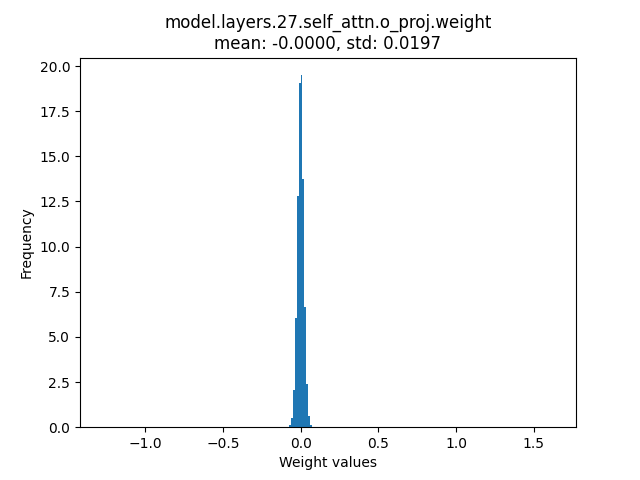 model.layers.27.self_attn.o_proj.weight
mean: -0.0000, std: 0.0197
20.0
17.5
15.0
12.5
10.0
7.5
5.0
2.5
0.0
Frequency
−1.0 −0.5 0.0 0.5 1.0 1.5
Weight values